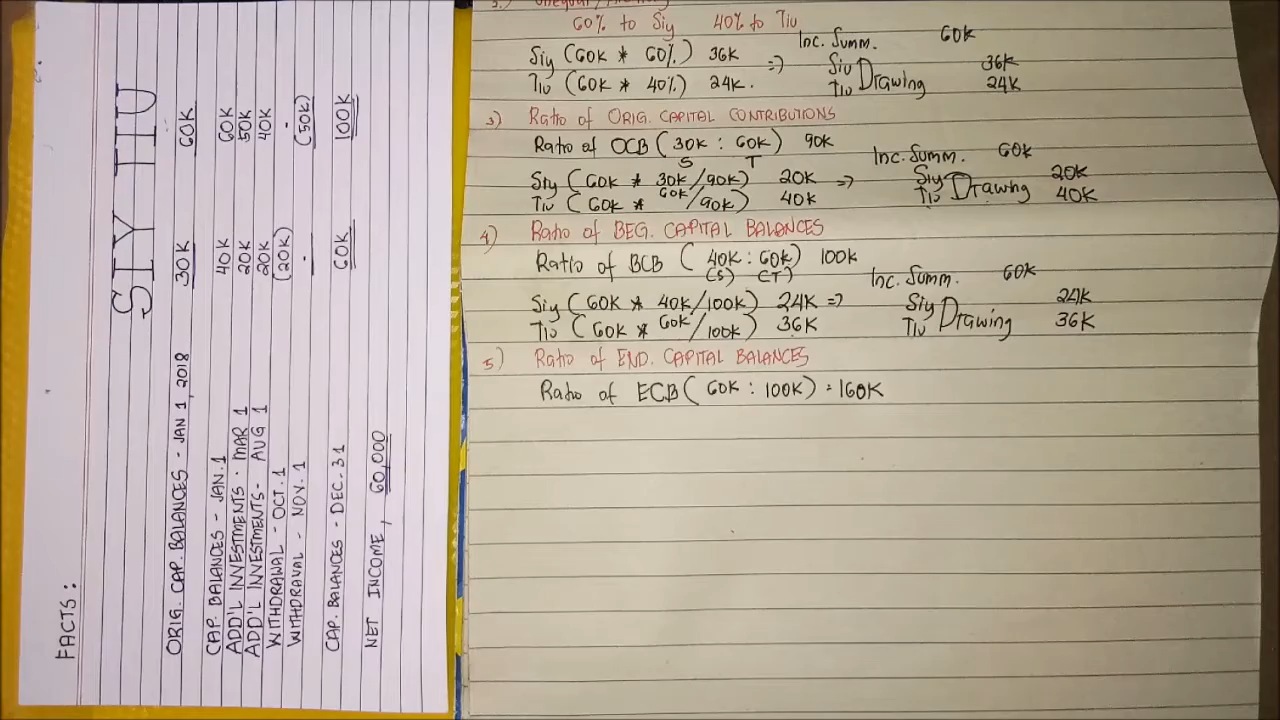 FACTS:
SIY TIU
ORIG. CAP. BALANCES - JAN 1, 2018 30K 60K
CAP. BALANCES - JAN. 1 40K 60K
ADD'L INVESTMENTS - MAR 1 20K 50K
ADD'L INVESTMENTS - AUG 1 20K 40K
WITHDRAWAL - OCT. 1 (20K) -
WITHDRAVAL - NOV. 1 - (50K)
CAP. BALANCES - DEC. 31 60K 100K
NET INCOME, 60,000
60% to Siy 40% to Tiu
Inc. Summ. 60K
Siy (60K * 60%) 36K => Siy Drawing 36K
Tiu (60K * 40%) 24K. Tiu 24K
3) Ratio of ORIG. CAPITAL CONTRIBUTIONS
Ratio of OCB (30K : 60K) 90K
S T Inc. Summ. 60K
Siy (60K * 30K/90K) 20K => Siy Drawing 20K
Tiu (60K * 60K/90K) 40K Tiu 40K
4) Ratio of BEG. CAPITAL BALANCES
Ratio of BCB (40K : 60K) 100K
(S) (T) Inc. Summ. 60K
Siy (60K * 40K/100K) 24K => Siy Drawing 24K
Tiu (60K * 60K/100K) 36K Tiu 36K
5) Ratio of END. CAPITAL BALANCES
Ratio of ECB (60K : 100K) = 160K